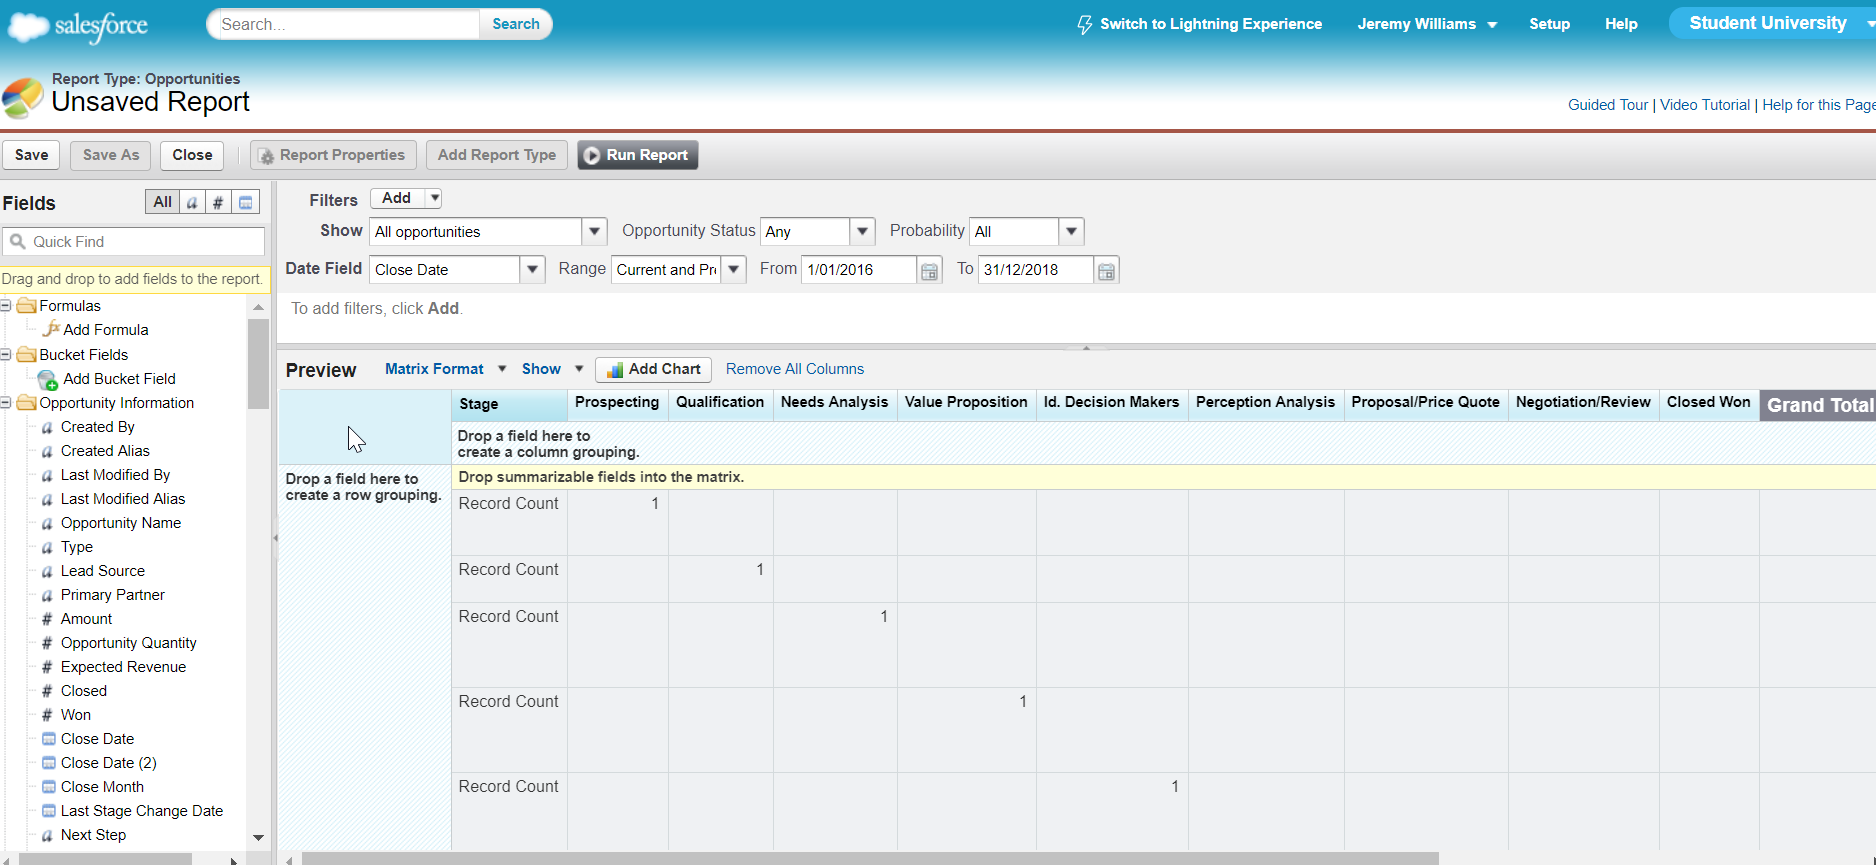 salesforce
Search...
Search
Switch to Lightning Experience
Jeremy Williams
Setup
Help
Student University
Report Type: Opportunities
Unsaved Report
Guided Tour | Video Tutorial | Help for this Page
Save
Save As
Close
Report Properties
Add Report Type
Run Report
Fields
All
a
#
Quick Find
Drag and drop to add fields to the report.
Formulas
fx Add Formula
Bucket Fields
Add Bucket Field
Opportunity Information
a Created By
a Created Alias
a Last Modified By
a Last Modified Alias
a Opportunity Name
a Type
a Lead Source
a Primary Partner
# Amount
# Opportunity Quantity
# Expected Revenue
# Closed
# Won
Close Date
Close Date (2)
Close Month
Last Stage Change Date
a Next Step
Filters
Add
Show All opportunities
Opportunity Status Any
Probability All
Date Field Close Date
Range Current and Pr
From 1/01/2016
To 31/12/2018
To add filters, click Add.
Preview
Matrix Format
Show
Add Chart
Remove All Columns
Stage Prospecting Qualification Needs Analysis Value Proposition Id. Decision Makers Perception Analysis Proposal/Price Quote Negotiation/Review Closed Won Grand Total
Drop a field here to
create a column grouping.
Drop a field here to
create a row grouping.
Drop summarizable fields into the matrix.
Record Count 1
Record Count 1
Record Count 1
Record Count 1
Record Count 1